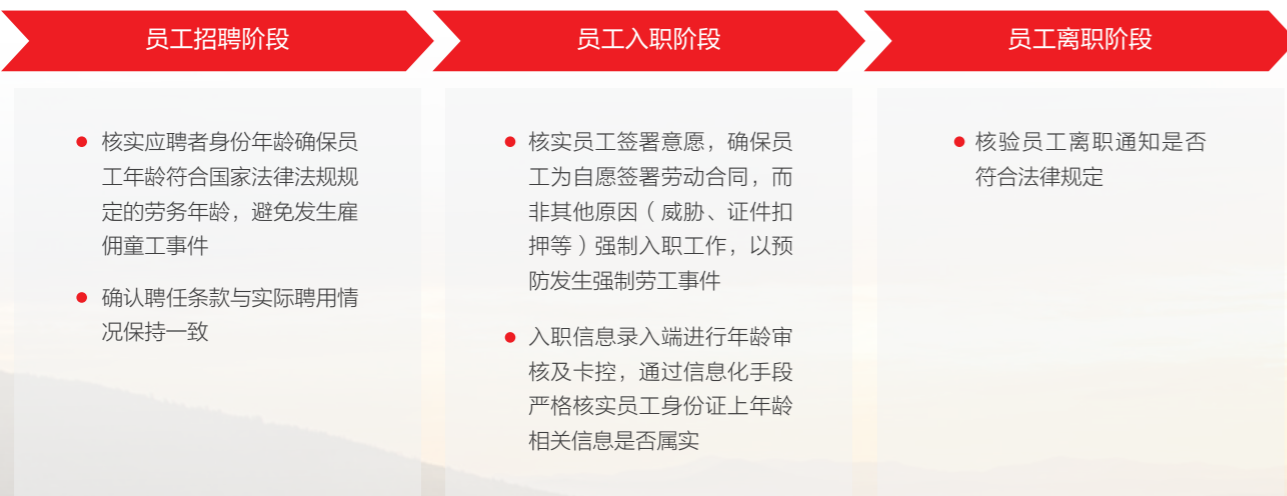 员工招聘阶段
核实应聘者身份年龄确保员
工年龄符合国家法律法规规
定的劳务年龄，避免发生雇
佣童工事件
确认聘任条款与实际聘用情
况保持一致
员工入职阶段
核实员工签署意愿，确保员
工为自愿签署劳动合同，而
非其他原因（威胁、证件扣
押等）强制入职工作，以预
防发生强制劳工事件
入职信息录入端进行年龄审
核及卡控，通过信息化手段
严格核实员工身份证上年龄
相关信息是否属实
员工离职阶段
核验员工离职通知是否
符合法律规定